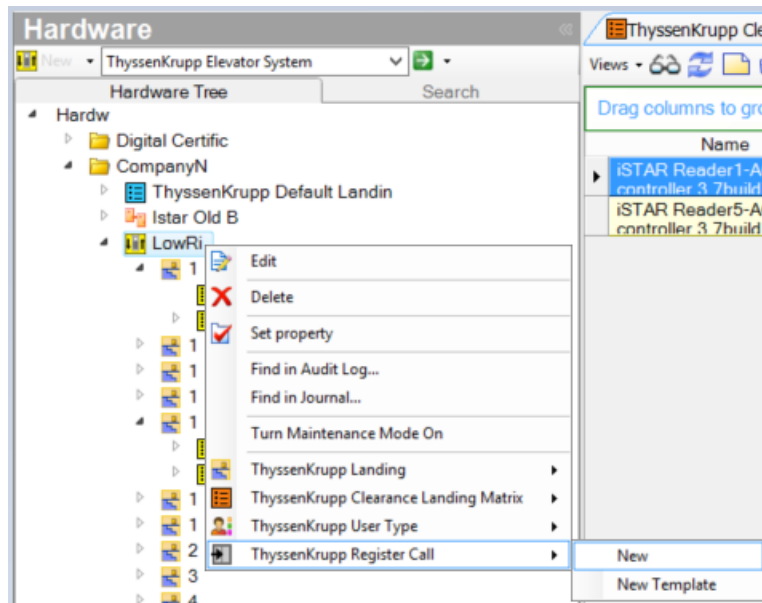 Hardware
New
ThyssenKrupp Elevator System
Hardware Tree
Search
Hardw
Digital Certific
CompanyN
ThyssenKrupp Default Landin
Istar Old B
LowRi
1
1
1
1
1
1
1
2
3
4
Edit
Delete
Set property
Find in Audit Log...
Find in Journal...
Turn Maintenance Mode On
ThyssenKrupp Landing
ThyssenKrupp Clearance Landing Matrix
ThyssenKrupp User Type
ThyssenKrupp Register Call
New
New Template
ThyssenKrupp Cle
Views
Drag columns to gro
Name
iSTAR Reader1-A
controller 3 7build
iSTAR Reader5-A
controller 3 7build